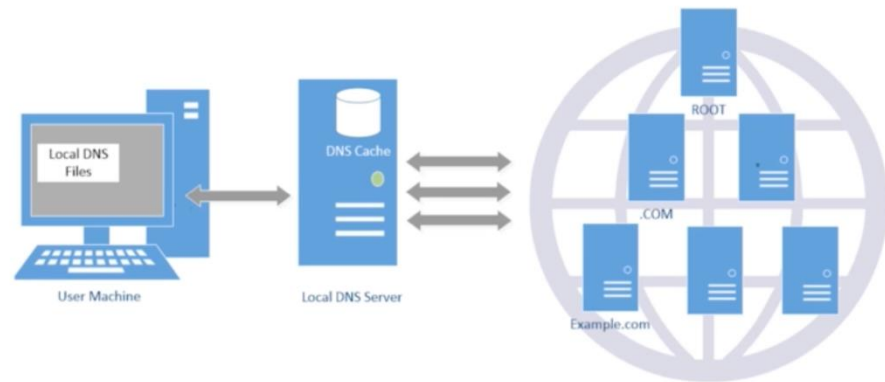 Local DNS
Files
User Machine
DNS Cache
Local DNS Server
ROOT
.COM
Example.com